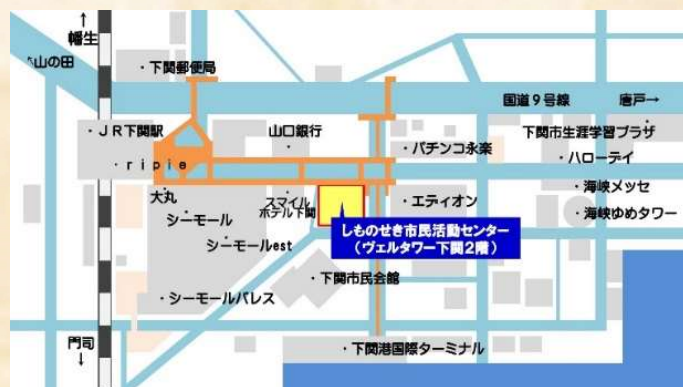 ↑
幡生
↖山の田
・下関郵便局
国道9号線
唐戸→
・JR下関駅
山口銀行
・パチンコ永楽
下関市生涯学習プラザ
・ripie
・ハローデイ
大丸
スマイル
ホテル下関
・エディオン
・海峡メッセ
シーモール
・海峡ゆめタワー
しものせき市民活動センター
(ヴェルタワー下関2階)
シーモールest
・下関市民会館
・シーモールパレス
門司
↓
・下関港国際ターミナル